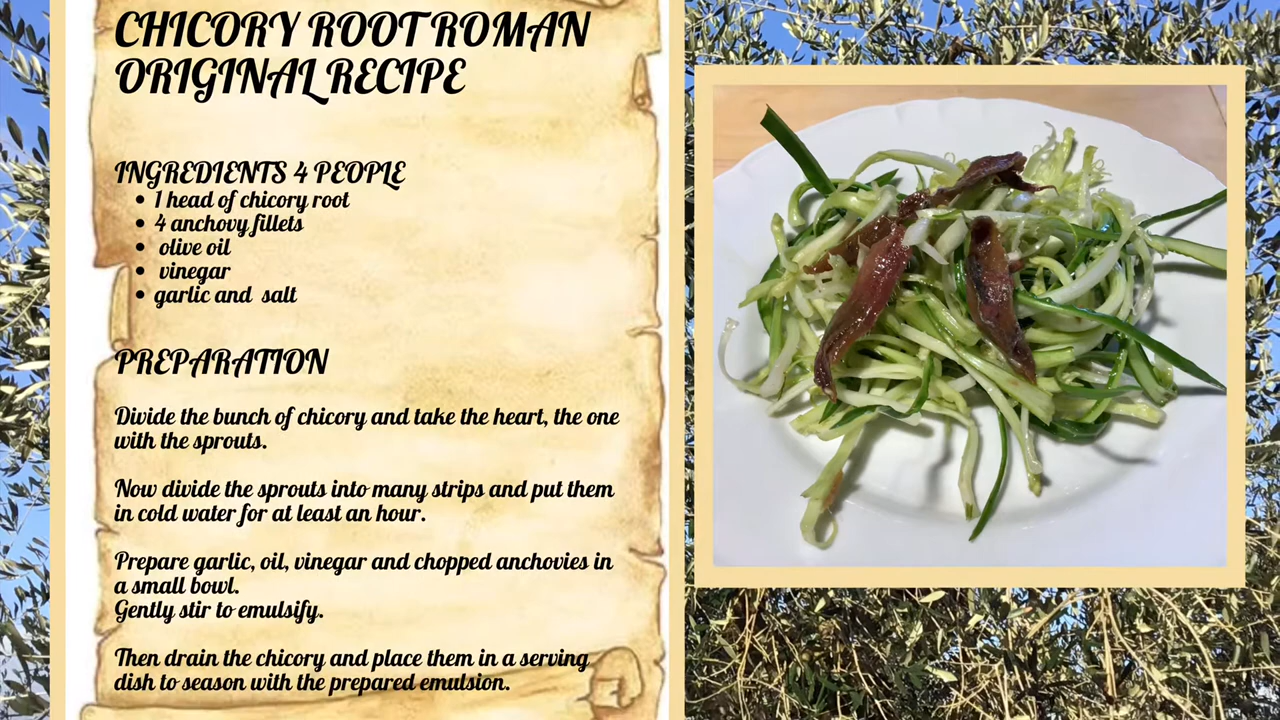 CHICORY ROOT ROMAN
ORIGINAL RECIPE
INGREDIENTS 4 PEOPLE
• 1 head of chicory root
• 4 anchovy fillets
• olive oil
• vinegar
• garlic and salt
PREPARATION
Divide the bunch of chicory and take the heart, the one
with the sprouts.
Now divide the sprouts into many strips and put them
in cold water for at least an hour.
Prepare garlic, oil, vinegar and chopped anchovies in
a small bowl.
Gently stir to emulsify.
Then drain the chicory and place them in a serving
dish to season with the prepared emulsion.